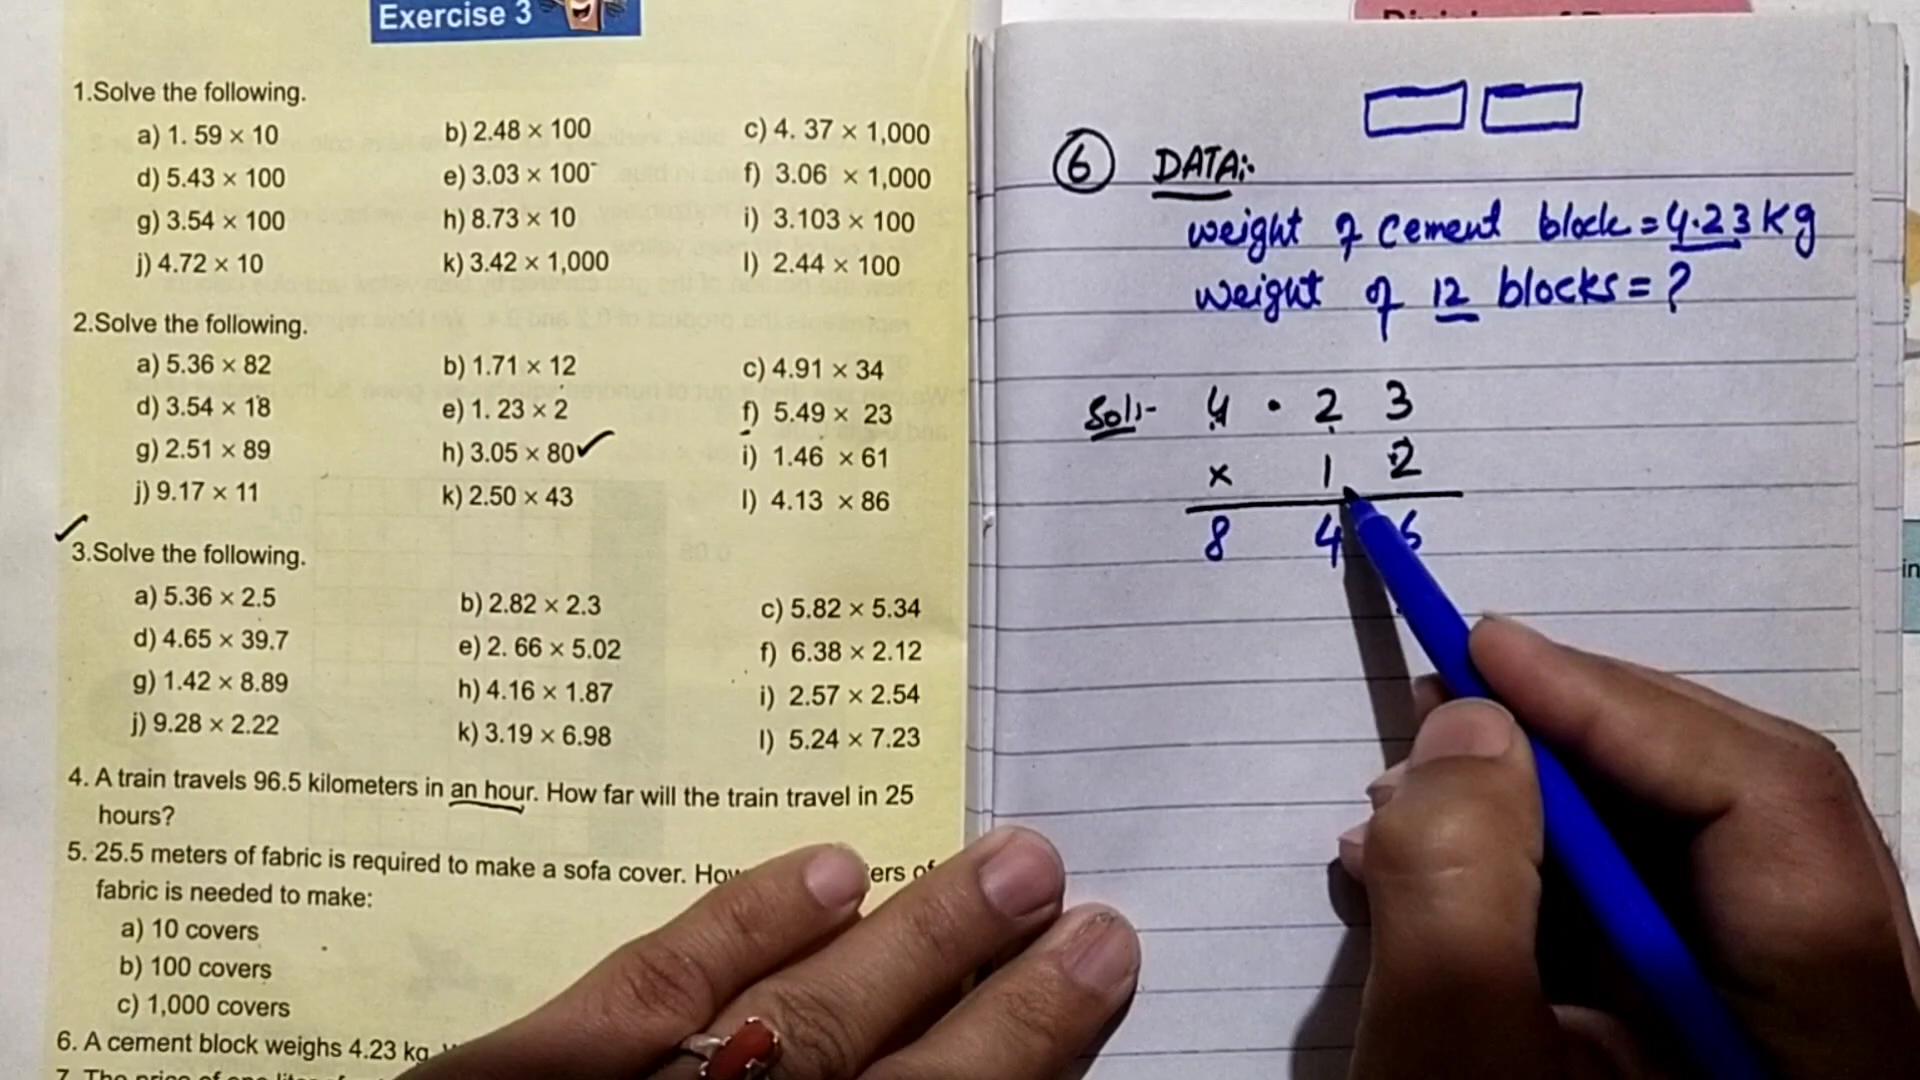 Exercise 3
1.Solve the following.
a) 1. 59 × 10 b) 2.48 × 100 c) 4. 37 × 1,000
d) 5.43 × 100 e) 3.03 × 100 f) 3.06 × 1,000
g) 3.54 × 100 h) 8.73 × 10 i) 3.103 × 100
j) 4.72 × 10 k) 3.42 × 1,000 l) 2.44 × 100
2.Solve the following.
a) 5.36 × 82 b) 1.71 × 12 c) 4.91 × 34
d) 3.54 × 18 e) 1. 23 × 2 f) 5.49 × 23
g) 2.51 × 89 h) 3.05 × 80 i) 1.46 × 61
j) 9.17 × 11 k) 2.50 × 43 l) 4.13 × 86
3.Solve the following.
a) 5.36 × 2.5 b) 2.82 × 2.3 c) 5.82 × 5.34
d) 4.65 × 39.7 e) 2. 66 × 5.02 f) 6.38 × 2.12
g) 1.42 × 8.89 h) 4.16 × 1.87 i) 2.57 × 2.54
j) 9.28 × 2.22 k) 3.19 × 6.98 l) 5.24 × 7.23
4. A train travels 96.5 kilometers in an hour. How far will the train travel in 25
hours?
5. 25.5 meters of fabric is required to make a sofa cover. of
fabric is needed to make:
a) 10 covers
b) 100 covers
c) 1,000 covers
6. A cement block weighs 4.23 kg
7. The price of one
6 DATA:-
weight of cement block = 4.23 kg
weight of 12 blocks = ?
Sol:- 4 . 2 3
× 1 2
8 4 6